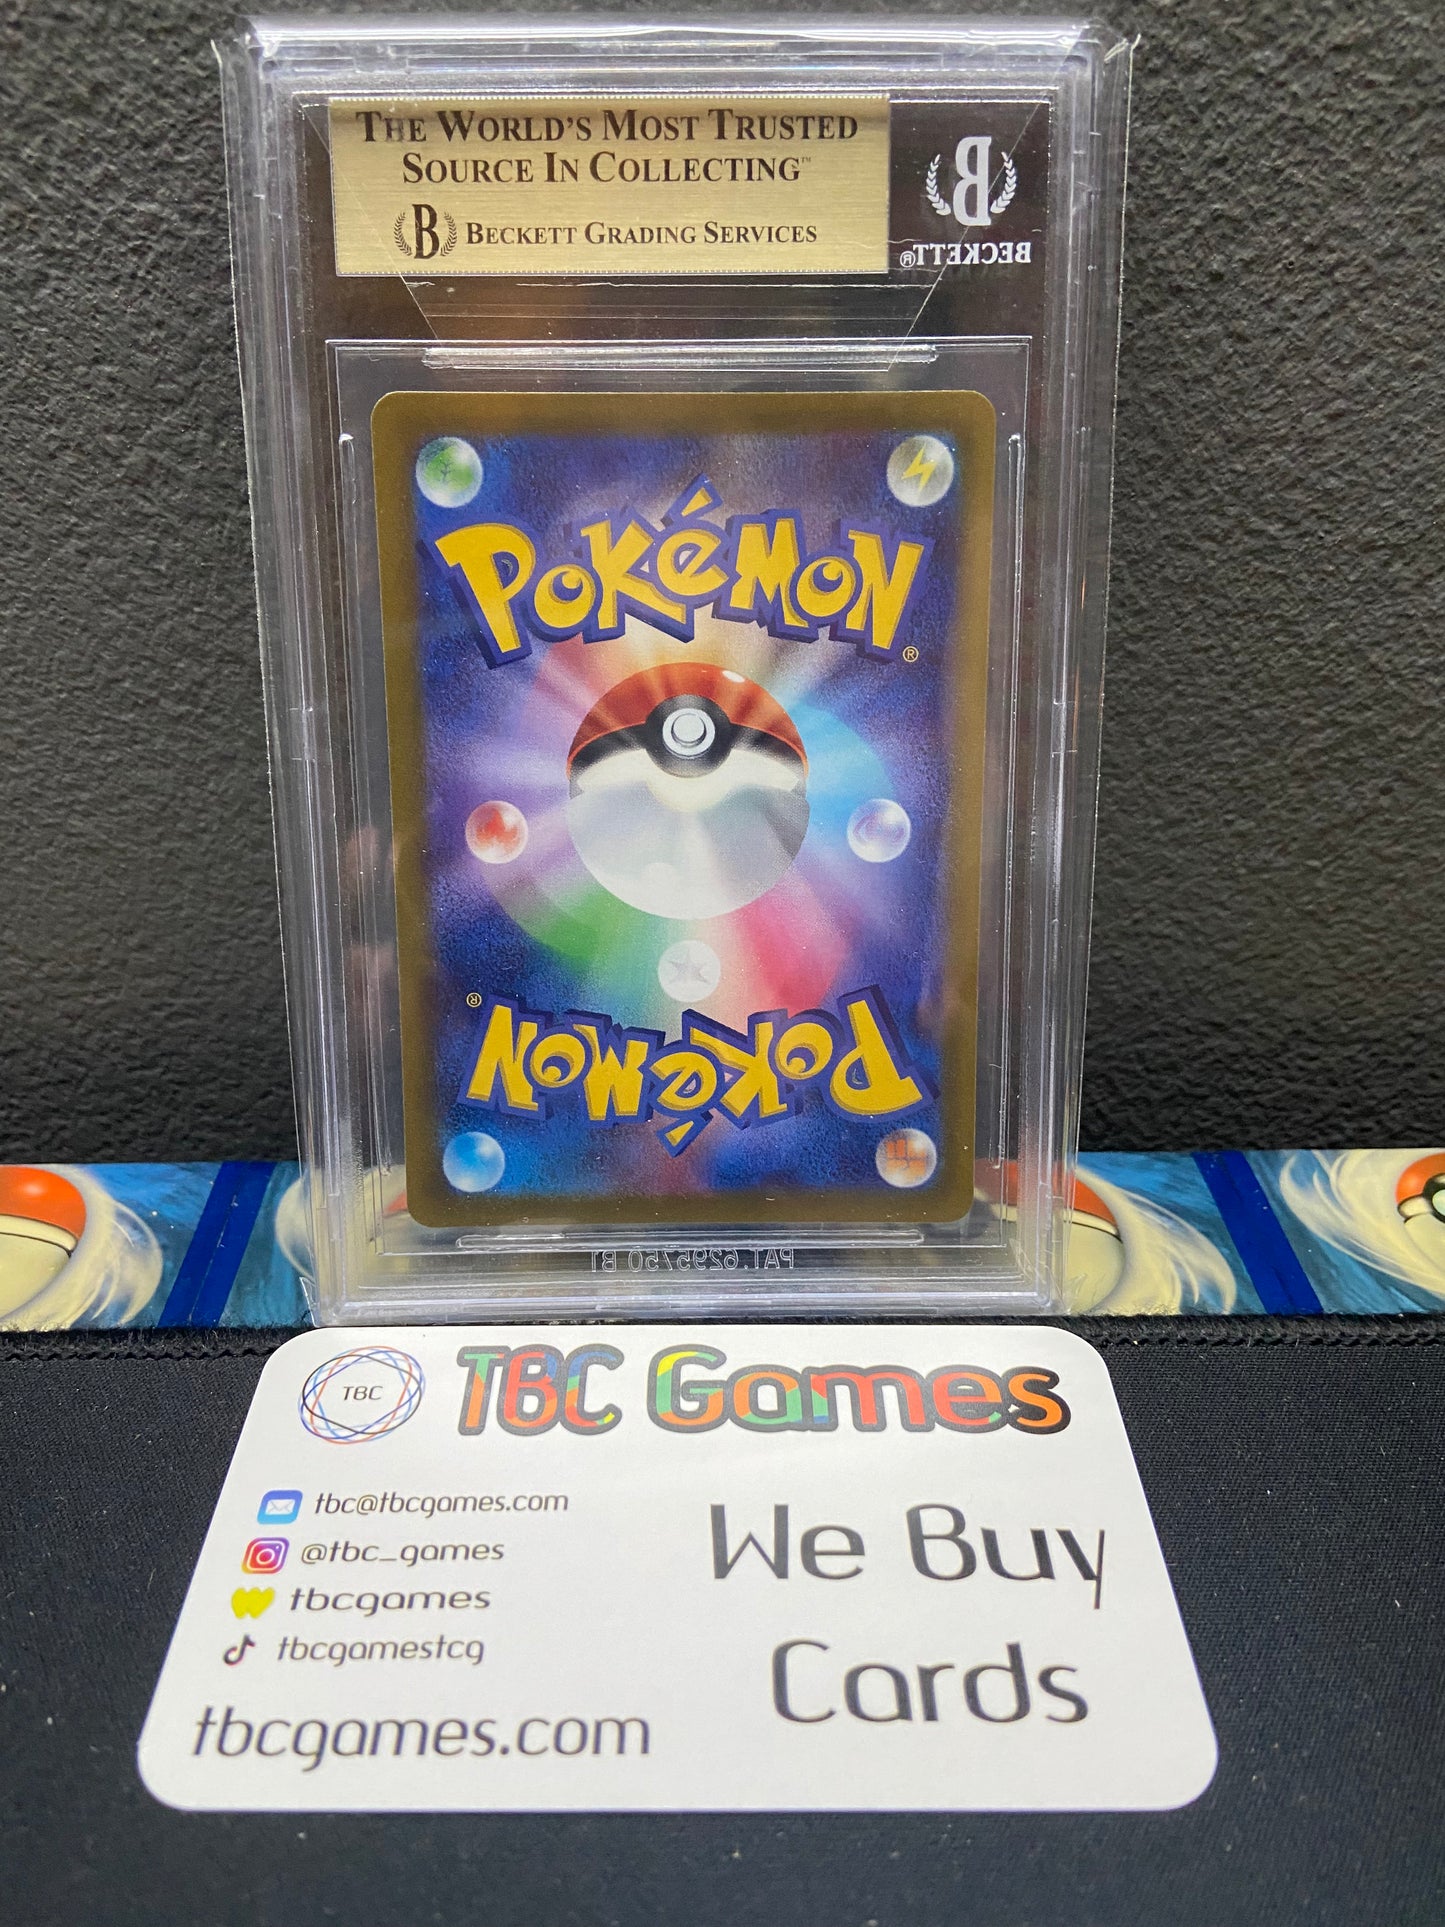 THE WORLD'S MOST TRUSTED
SOURCE IN COLLECTING™
B BECKETT GRADING SERVICES
B
BECKETT®
POKéMON®
POKéMON®
PAT.6295750 B1
TBC
TBC Games
tbc@tbcgames.com
@tbc_games
tbcgames
tbcgamestcg
tbcgames.com
We Buy
Cards